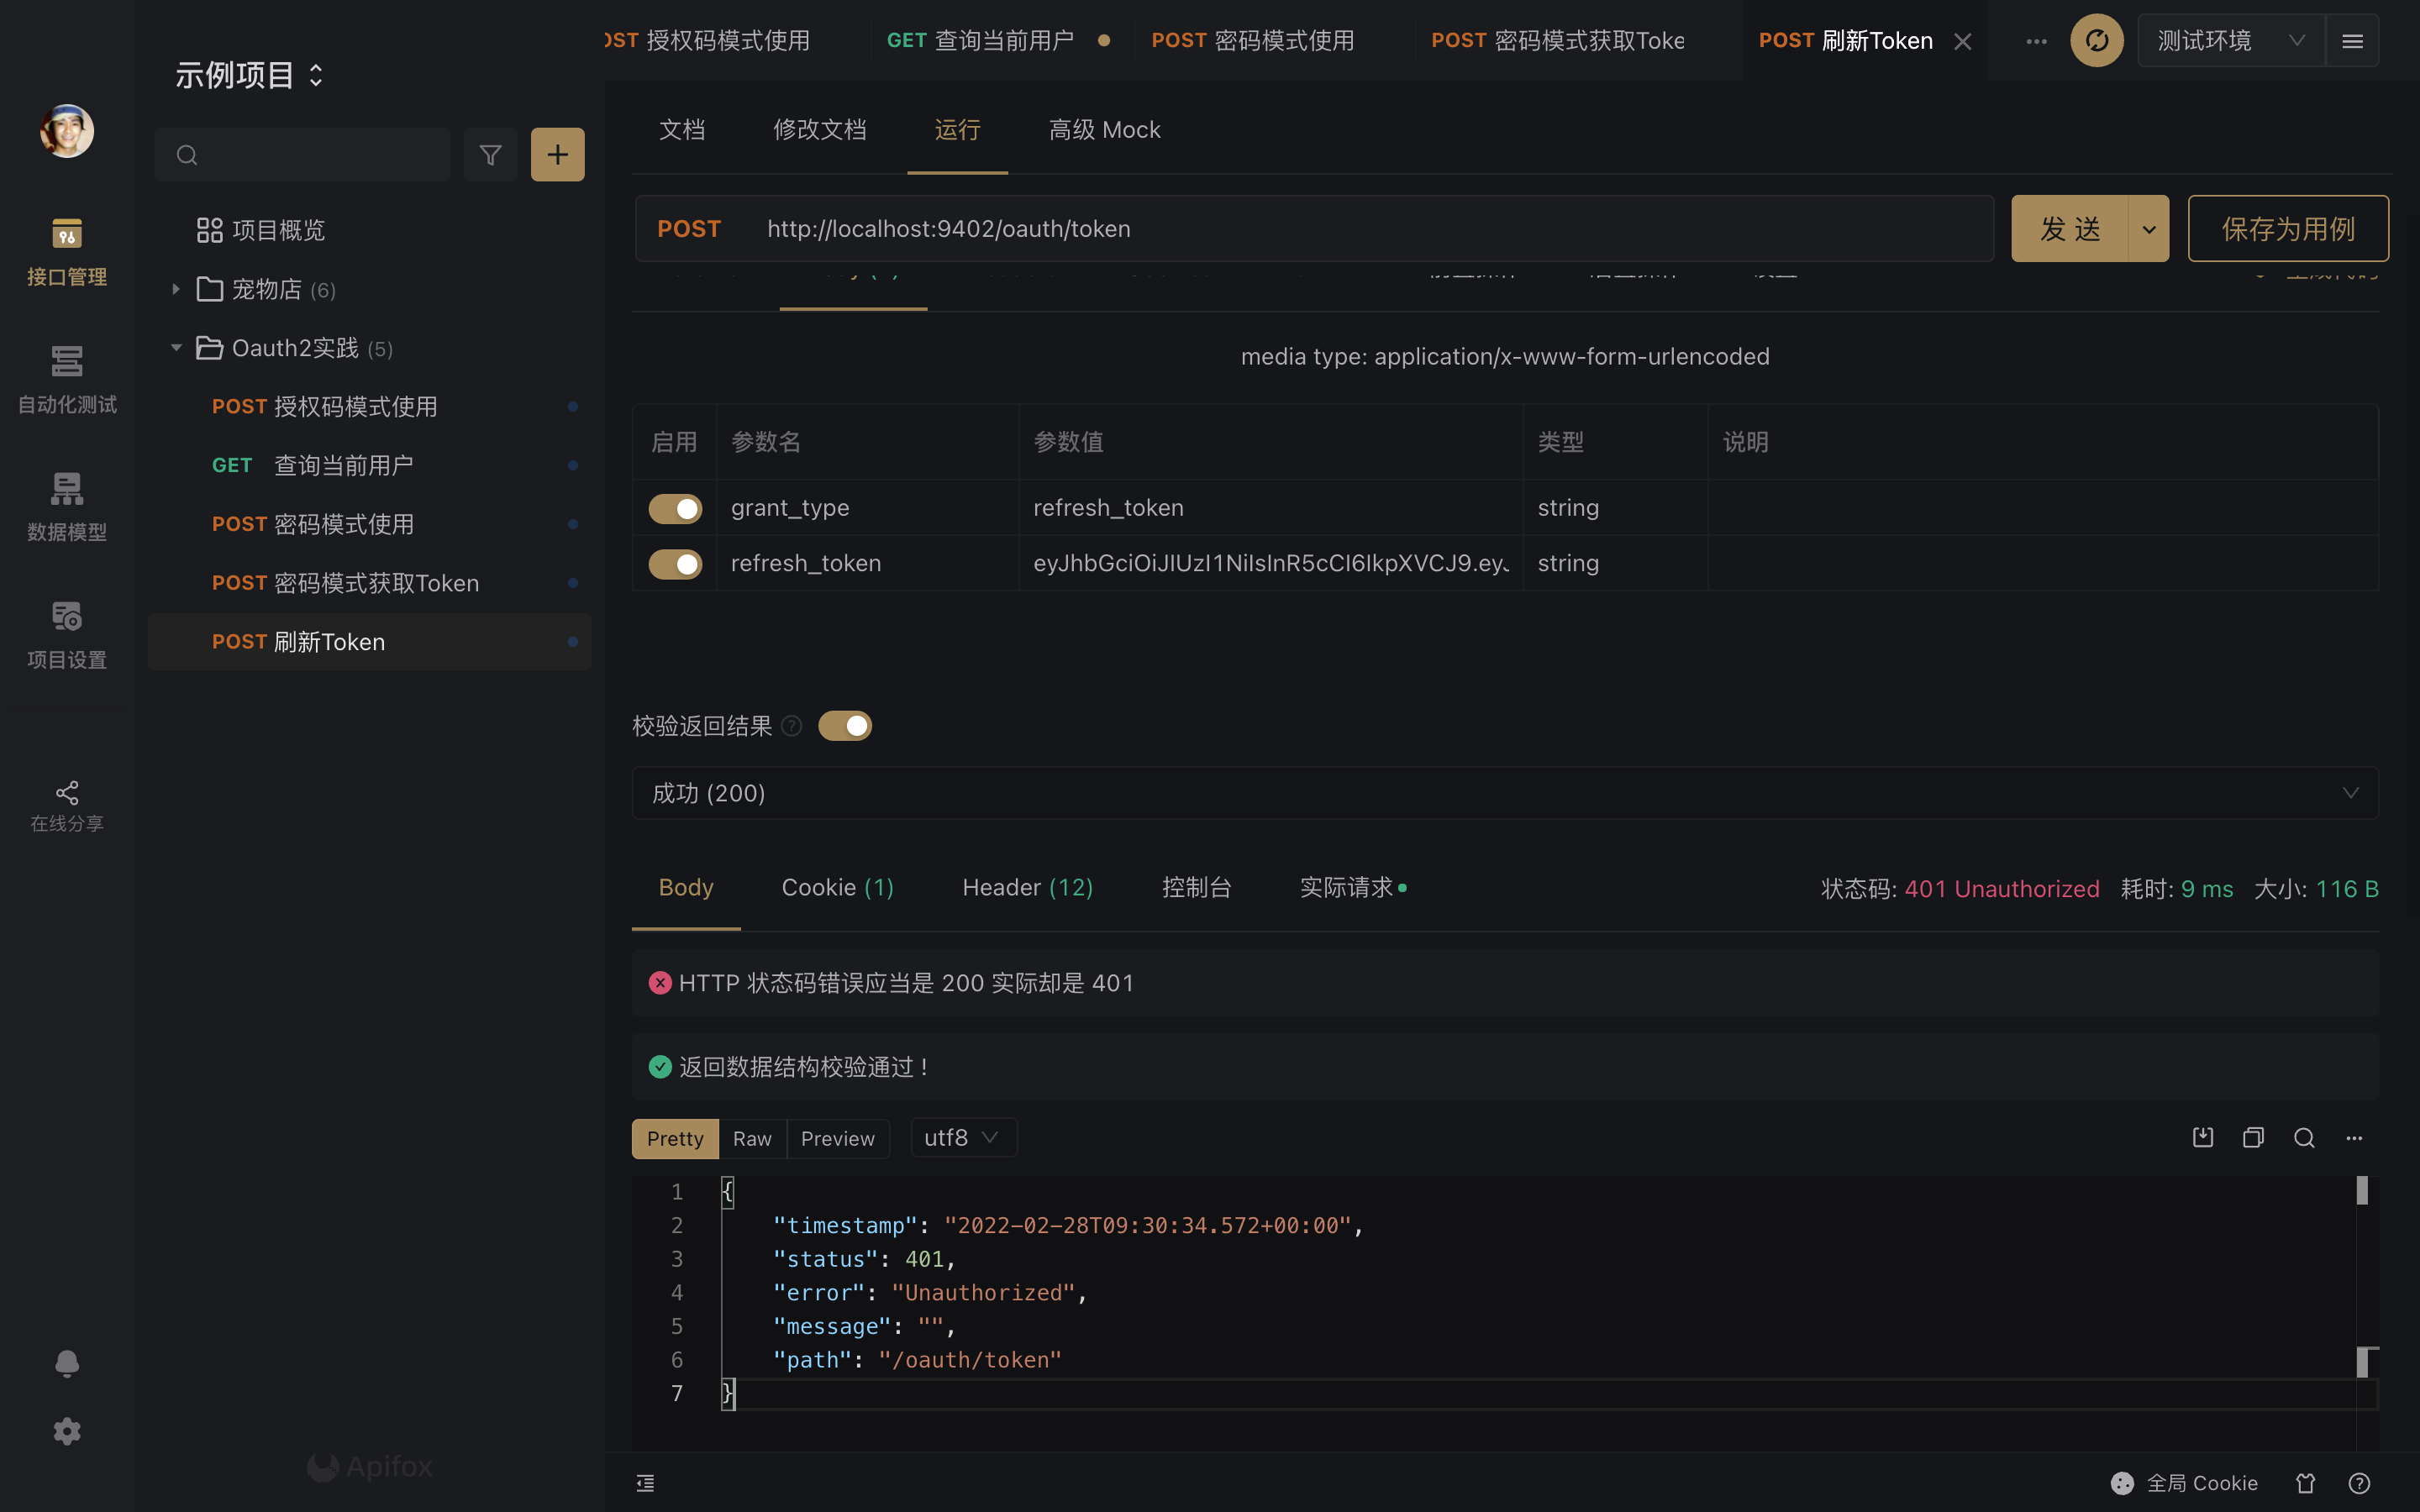 示例项目
接口管理
自动化测试
数据模型
项目设置
在线分享
项目概览
宠物店 (6)
Oauth2实践 (5)
POST 授权码模式使用
GET 查询当前用户
POST 密码模式使用
POST 密码模式获取Token
POST 刷新Token
Apifox
OST 授权码模式使用
GET 查询当前用户
POST 密码模式使用
POST 密码模式获取Toke
POST 刷新Token
测试环境
文档
修改文档
运行
高级 Mock
POST http://localhost:9402/oauth/token
发 送
保存为用例
media type: application/x-www-form-urlencoded
启用 参数名 参数值 类型 说明
grant_type refresh_token string
refresh_token eyJhbGciOiJIUzI1NiIsInR5cCI6IkpXVCJ9.ey string
校验返回结果
成功 (200)
Body Cookie (1) Header (12) 控制台 实际请求
状态码: 401 Unauthorized 耗时: 9 ms 大小: 116 B
HTTP 状态码错误应当是 200 实际却是 401
返回数据结构校验通过!
Pretty Raw Preview utf8
1 {
2 "timestamp": "2022-02-28T09:30:34.572+00:00",
3 "status": 401,
4 "error": "Unauthorized",
5 "message": "",
6 "path": "/oauth/token"
7 }
全局 Cookie